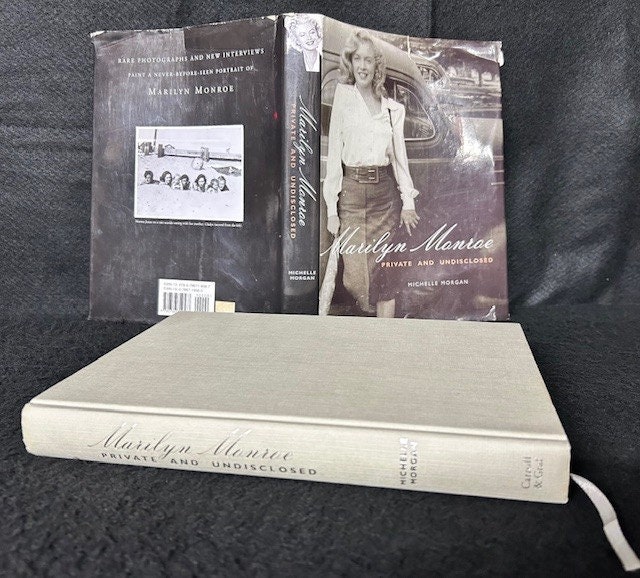 RARE PHOTOGRAPHS AND NEW INTERVIEWS
PAINT A NEVER-BEFORE-SEEN PORTRAIT OF
MARILYN MONROE
Marilyn Monroe
PRIVATE AND UNDISCLOSED
MICHELLE
MORGAN
Marilyn Monroe
PRIVATE AND UNDISCLOSED
MICHELLE MORGAN
Marilyn Monroe
PRIVATE AND UNDISCLOSED
MICHELLE
MORGAN
Carroll
& Graf